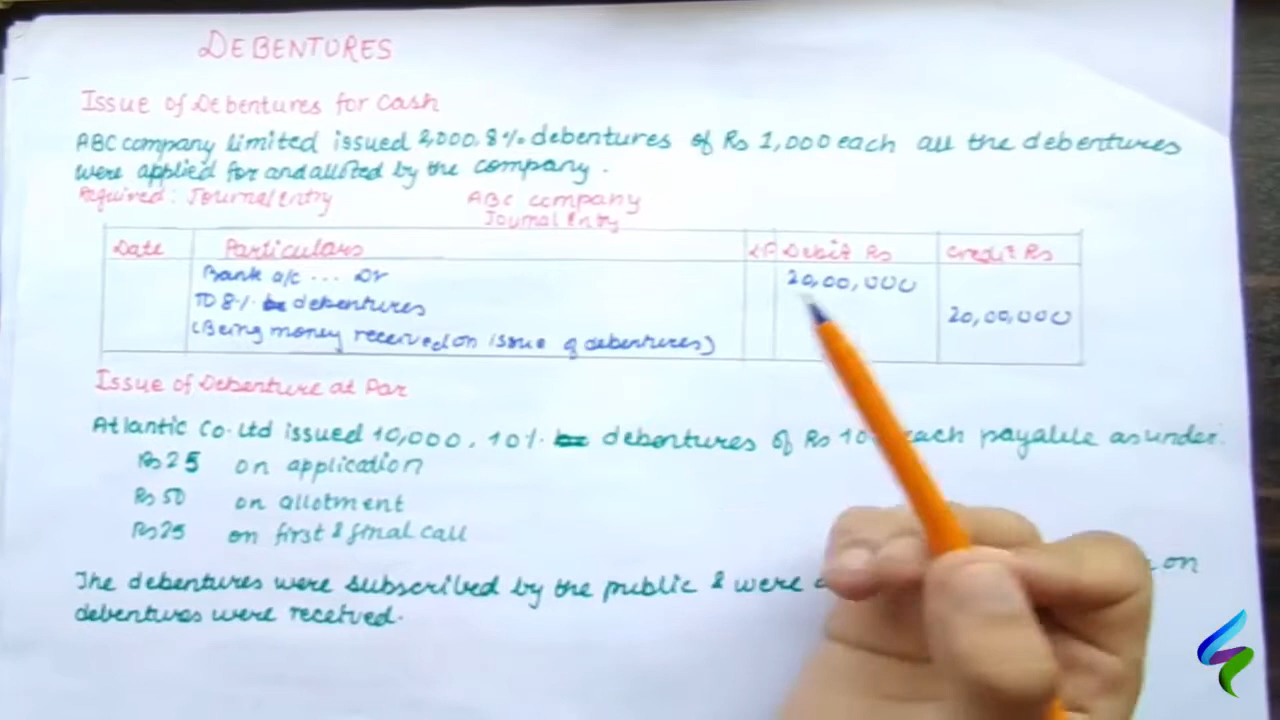 DEBENTURES
Issue of Debentures for Cash
ABC company Limited issued 2,000, 8% debentures of Rs 1,000 each all the debentures
were applied for and alloted by the company.
Required: Journal entry
ABC company
Journal Entry
Date Particulars LF Debit Rs Credit Rs
Bank a/c ... Dr 20,00,000
TO 8% debentures 20,00,000
(Being money received on issue of debentures)
Issue of Debenture at Par
Atlantic Co. Ltd issued 10,000, 10% debentures of Rs each payable as under.
Rs 25 on application
Rs 50 on allotment
Rs 25 on first & final call
The debentures were subscribed by the public & were on
debentures were received.